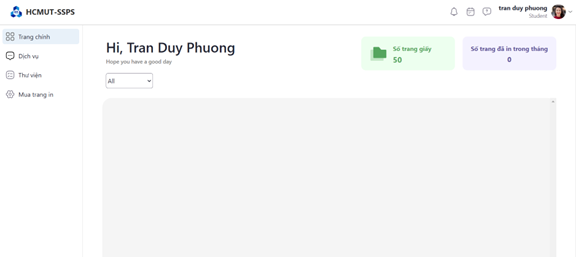 HCMUT-SSPS
tran duy phuong
Student
Trang chính
Dịch vụ
Thư viện
Mua trang in
Hi, Tran Duy Phuong
Hope you have a good day
Số trang giấy
50
Số trang đã in trong tháng
0
All